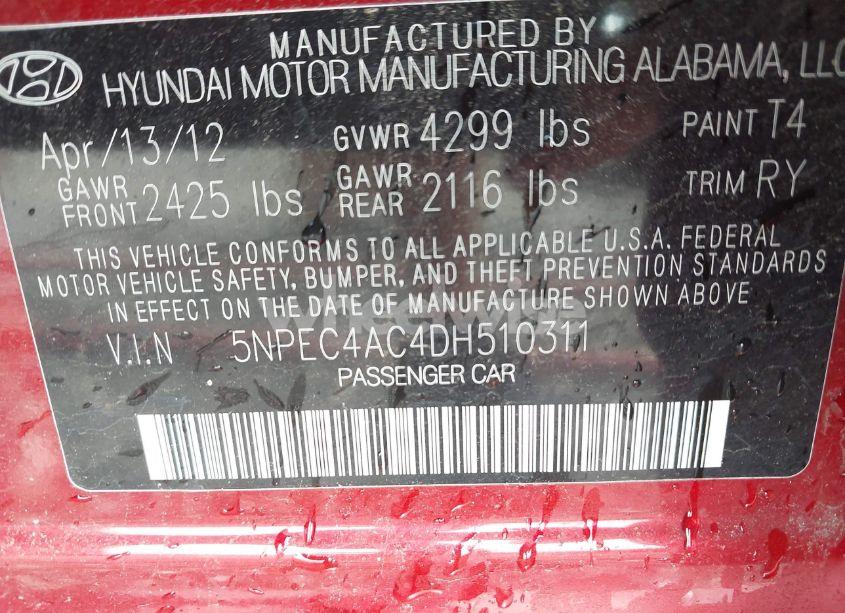 MANUFACTURED BY
HYUNDAI MOTOR MANUFACTURING ALABAMA, LLC
Apr/13/12 GVWR 4299 lbs PAINT T4
GAWR FRONT 2425 lbs GAWR REAR 2116 lbs TRIM RY
THIS VEHICLE CONFORMS TO ALL APPLICABLE U.S.A. FEDERAL
MOTOR VEHICLE SAFETY, BUMPER, AND THEFT PREVENTION STANDARDS
IN EFFECT ON THE DATE OF MANUFACTURE SHOWN ABOVE
V.I.N 5NPEC4AC4DH510311
PASSENGER CAR